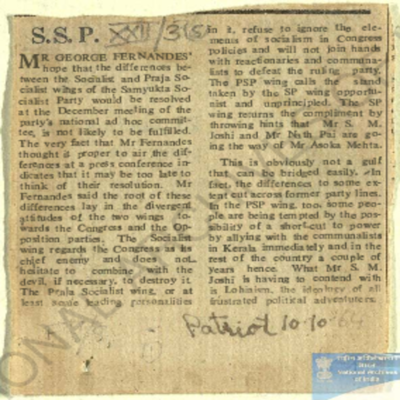 S.S.P. XXII/35
MR GEORGE FERNANDES'
hope that the differences be-
tween the Socialist and Praja So-
cialist wings of the Samyukta So-
cialist Party would be resolved
at the December meeting of the
party's national ad hoc commit-
tee, is not likely to be fulfilled.
The very fact that Mr Fernandes
thought it proper to air the dif-
ferences at a press conference in-
dicates that it may be too late to
think of their resolution. Mr
Fernandes said the root of these
differences lay in the divergent
attitudes of the two wings to-
wards the Congress and the Op-
position parties. The Socialist
wing regards the Congress as its
chief enemy and does not
hesitate to combine with the
devil, if necessary, to destroy it.
The Praja Socialist wing, or at
least some leading personalities
in it, refuse to ignore the ele-
ments of socialism in Congress
policies and will not join hands
with reactionaries and communa-
lists to defeat the ruling party.
The PSP wing calls the stand
taken by the SP wing opportu-
nist and unprincipled. The SP
wing returns the compliment by
throwing hints that Mr S. M.
Joshi and Mr Nath Pai are go-
ing the way of Mr Asoka Mehta.
This is obviously not a gulf
that can be bridged easily. In
fact, the differences to some ex-
tent cut across former party lines.
In the PSP wing, too, some peo-
ple are being tempted by the pos-
sibility of a short-cut to power
by allying with the communalists
in Kerala immediately and in the
rest of the country a couple of
years hence. What Mr S. M.
Joshi is having to contend with
is Lohiaism, the ideology of all
frustrated political adventurers.
Patriot 10-10-